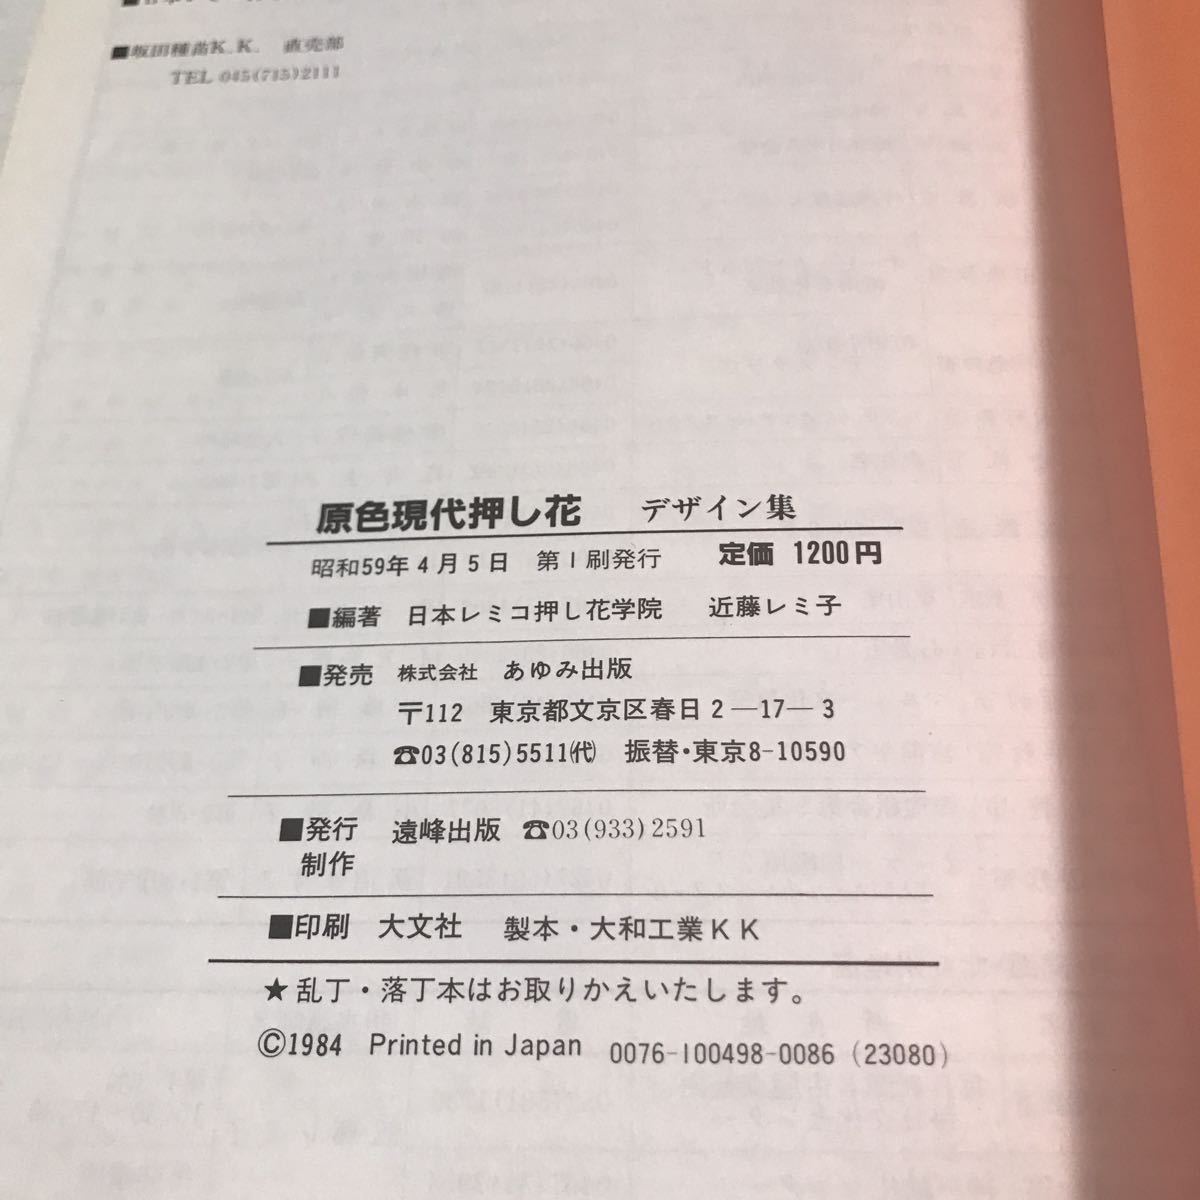 ■坂田種苗K.K. 直売部
TEL 045(715)2111
原色現代押し花 デザイン集
昭和59年4月5日 第1刷発行 定価 1200円
■編著 日本レミコ押し花学院 近藤レミ子
■発売 株式会社 あゆみ出版
〒112 東京都文京区春日2―17―3
☎03(815)5511㈹ 振替・東京8-10590
■発行 遠峰出版 ☎03(933)2591
制作
■印刷 大文社 製本・大和工業KK
★乱丁・落丁本はお取りかえいたします。
©1984 Printed in Japan 0076-100498-0086(23080)